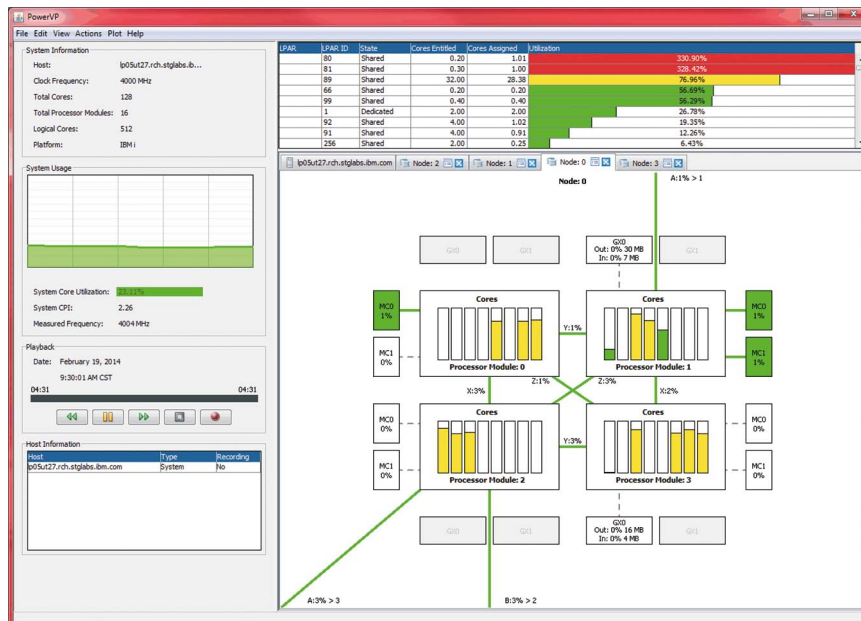 PowerVP
File Edit View Actions Plot Help
System Information
Host: lp05ut27.rch.stglabs.ib...
Clock Frequency: 4000 MHz
Total Cores: 128
Total Processor Modules: 16
Logical Cores: 512
Platform: IBM i
System Usage
System Core Utilization: 23.12%
System CPI: 2.26
Measured Frequency: 4004 MHz
Playback
Date: February 19, 2014
9:30:01 AM CST
04:31 04:31
Host Information
Host Type Recording
lp05ut27.rch.stglabs.ibm.com System No
LPAR LPAR ID State Cores Entitled Cores Assigned Utilization
80 Shared 0.20 1.01 330.90%
81 Shared 0.30 1.00 328.42%
89 Shared 32.00 28.38 76.96%
66 Shared 0.20 0.20 56.69%
99 Shared 0.40 0.40 56.29%
1 Dedicated 2.00 2.00 26.78%
92 Shared 4.00 1.02 19.35%
91 Shared 4.00 0.91 12.26%
256 Shared 2.00 0.25 6.43%
lp05ut27.rch.stglabs.ibm.com Node: 2 Node: 1 Node: 0 Node: 3
Node: 0
A:1% > 1
GX0 GX1
GX0
Out: 0% 30 MB
In: 0% 7 MB
GX1
MC0
1%
MC1
0%
Cores
Processor Module: 0
Y:1%
Cores
Processor Module: 1
MC0
1%
MC1
1%
X:3%
Z:1%
Z:3%
X:2%
MC0
0%
MC1
0%
Cores
Processor Module: 2
Y:3%
Cores
Processor Module: 3
MC0
0%
MC1
0%
GX0 GX1
GX0
Out: 0% 16 MB
In: 0% 4 MB
GX1
A:3% > 3
B:3% > 2